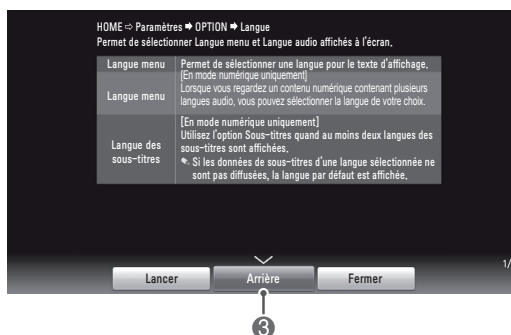 HOME ⇨ Paramètres ➡ OPTION ➡ Langue
Permet de sélectionner Langue menu et Langue audio affichés à l'écran.
Langue menu Permet de sélectionner une langue pour le texte d'affichage.
Langue menu [En mode numérique uniquement]
Lorsque vous regardez un contenu numérique contenant plusieurs
langues audio, vous pouvez sélectionner la langue de votre choix.
Langue des sous-titres [En mode numérique uniquement]
Utilisez l'option Sous-titres quand au moins deux langues des
sous-titres sont affichées.
Si les données de sous-titres d'une langue sélectionnée ne
sont pas diffusées, la langue par défaut est affichée.
1/
Lancer Arrière Fermer
3